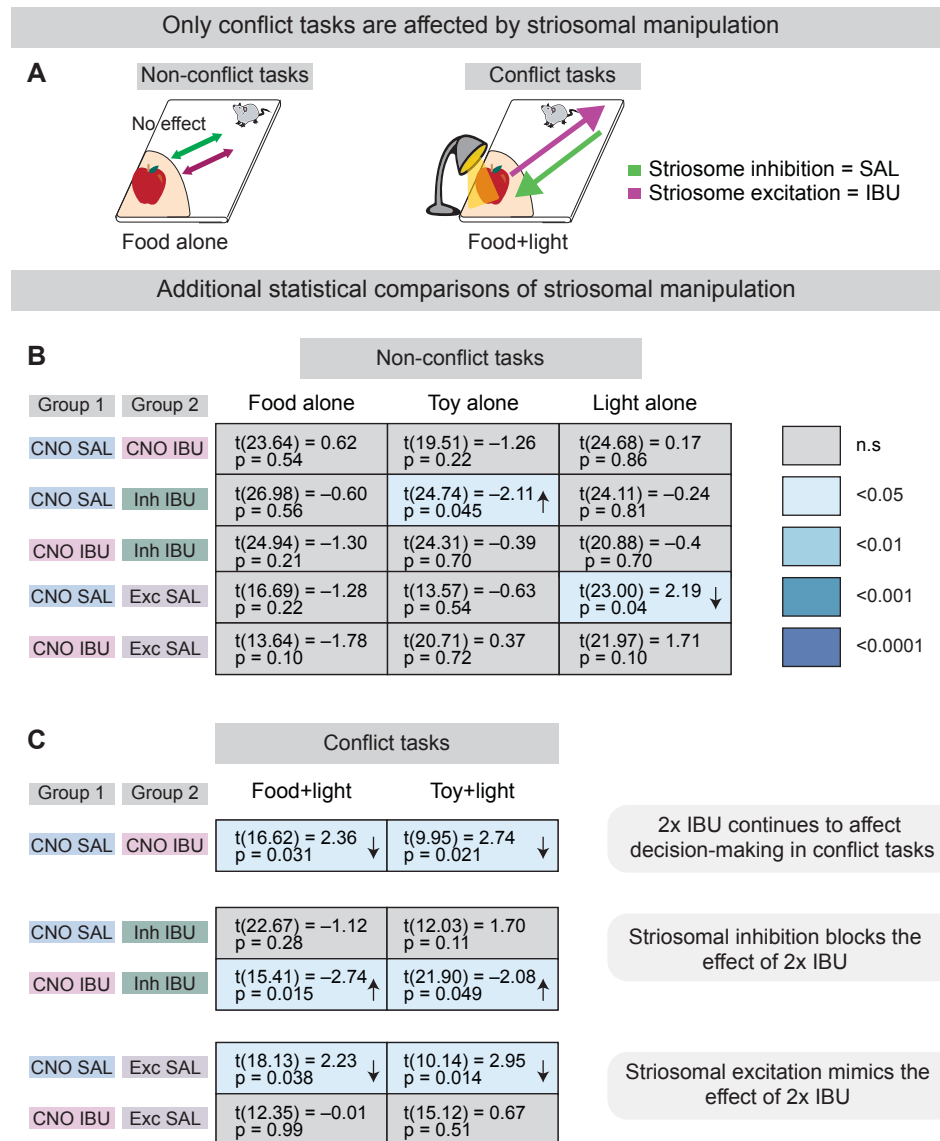 Only conflict tasks are affected by striosomal manipulation
A
Non-conflict tasks
Conflict tasks
No effect
Striosome inhibition = SAL
Striosome excitation = IBU
Food alone
Food+light
Additional statistical comparisons of striosomal manipulation
B
Non-conflict tasks
Group 1 Group 2 Food alone Toy alone Light alone
CNO SAL CNO IBU
t(23.64) = 0.62
p = 0.54
t(19.51) = –1.26
p = 0.22
t(24.68) = 0.17
p = 0.86
CNO SAL Inh IBU
t(26.98) = –0.60
p = 0.56
t(24.74) = –2.11
p = 0.045
t(24.11) = –0.24
p = 0.81
CNO IBU Inh IBU
t(24.94) = –1.30
p = 0.21
t(24.31) = –0.39
p = 0.70
t(20.88) = –0.4
p = 0.70
CNO SAL Exc SAL
t(16.69) = –1.28
p = 0.22
t(13.57) = –0.63
p = 0.54
t(23.00) = 2.19
p = 0.04
CNO IBU Exc SAL
t(13.64) = –1.78
p = 0.10
t(20.71) = 0.37
p = 0.72
t(21.97) = 1.71
p = 0.10
n.s
<0.05
<0.01
<0.001
<0.0001
C
Conflict tasks
Group 1 Group 2 Food+light Toy+light
CNO SAL CNO IBU
t(16.62) = 2.36
p = 0.031
t(9.95) = 2.74
p = 0.021
2x IBU continues to affect
decision-making in conflict tasks
CNO SAL Inh IBU
t(22.67) = –1.12
p = 0.28
t(12.03) = 1.70
p = 0.11
CNO IBU Inh IBU
t(15.41) = –2.74
p = 0.015
t(21.90) = –2.08
p = 0.049
Striosomal inhibition blocks the
effect of 2x IBU
CNO SAL Exc SAL
t(18.13) = 2.23
p = 0.038
t(10.14) = 2.95
p = 0.014
CNO IBU Exc SAL
t(12.35) = –0.01
p = 0.99
t(15.12) = 0.67
p = 0.51
Striosomal excitation mimics the
effect of 2x IBU